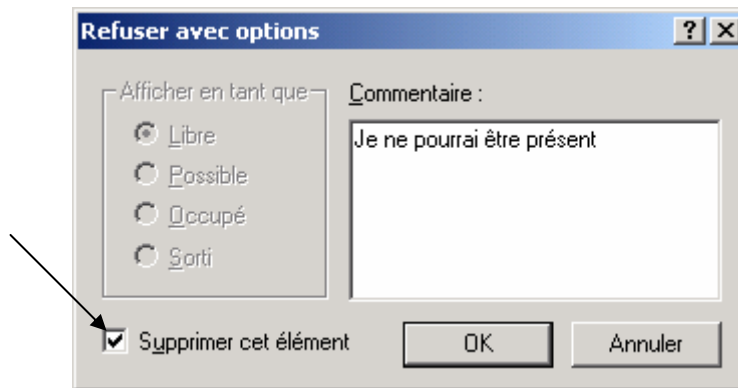 Refuser avec options
Afficher en tant que
Libre
Possible
Occupé
Sorti
Commentaire :
Je ne pourrai être présent
Supprimer cet élément
OK
Annuler